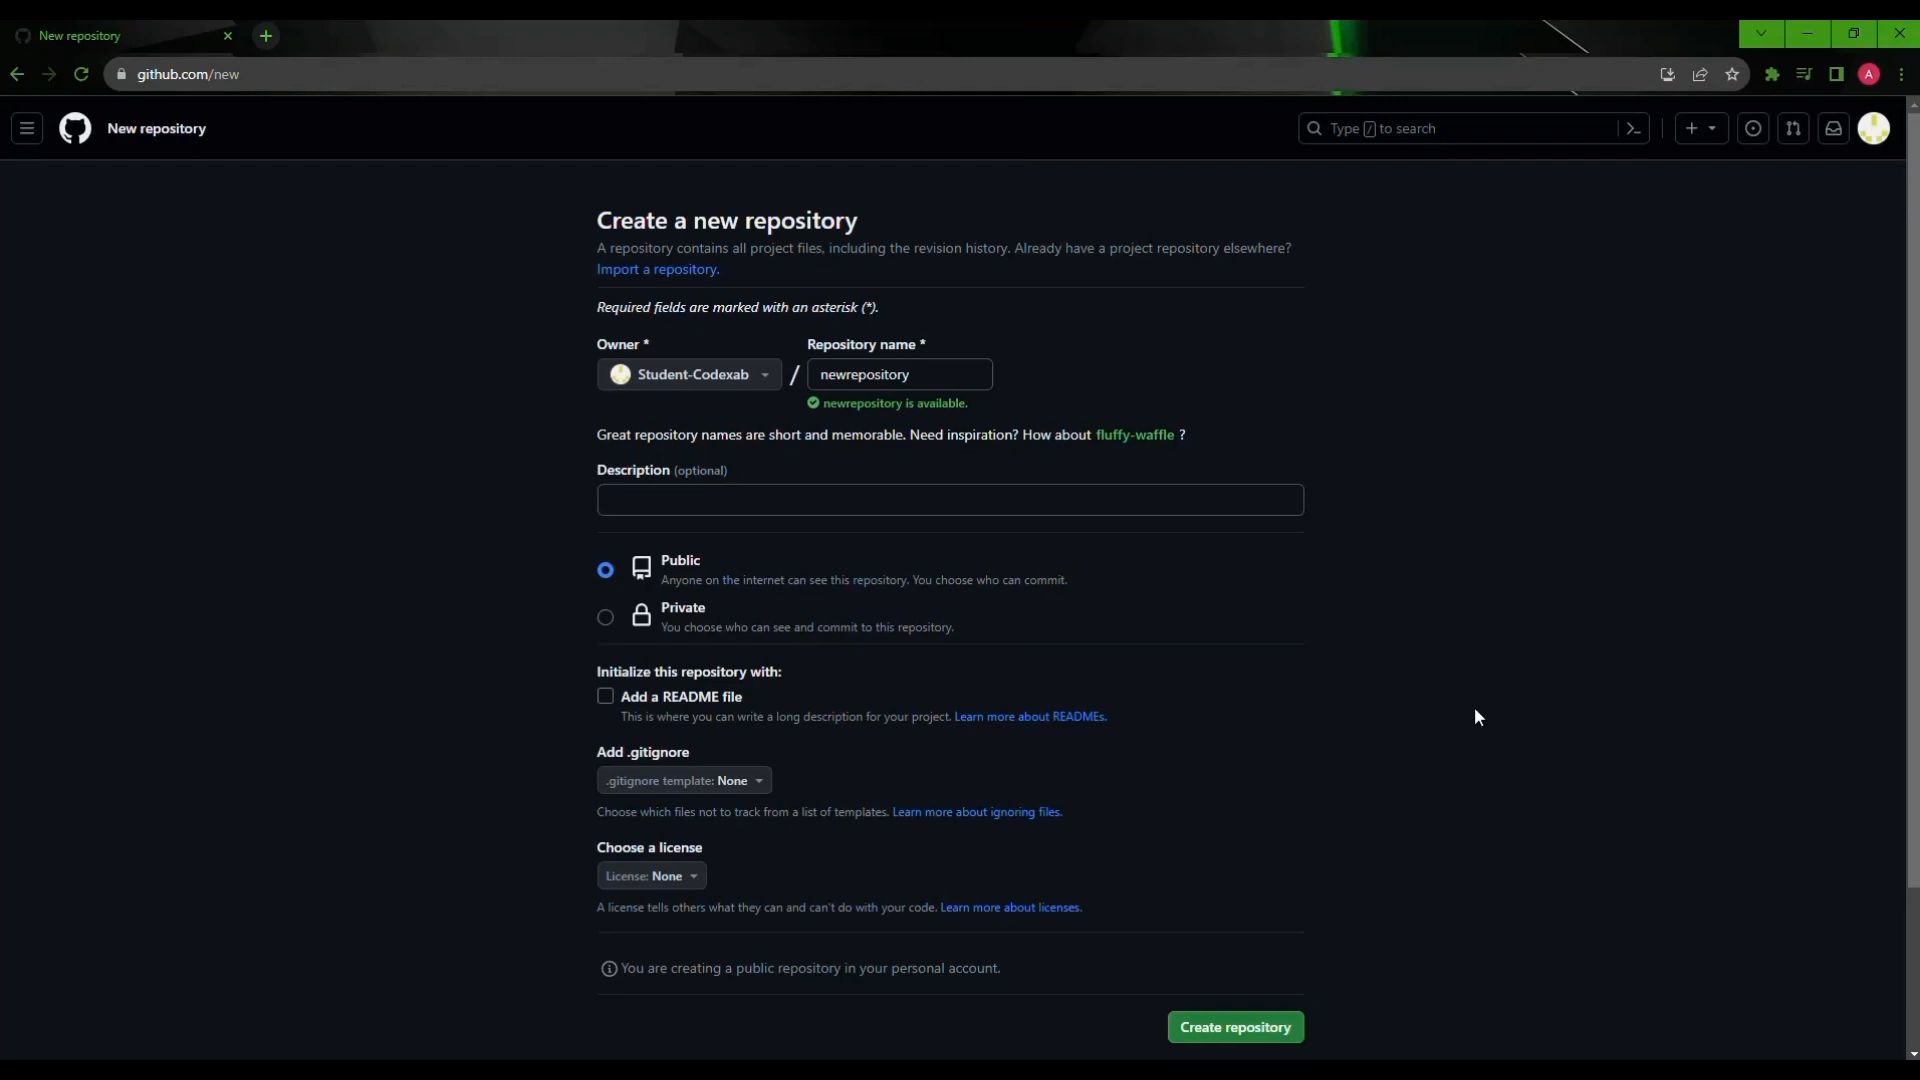 New repository
github.com/new
A
New repository
Type / to search
Create a new repository
A repository contains all project files, including the revision history. Already have a project repository elsewhere?
Import a repository.
Required fields are marked with an asterisk (*).
Owner * Repository name *
Student-Codexab / newrepository
newrepository is available.
Great repository names are short and memorable. Need inspiration? How about fluffy-waffle ?
Description (optional)
Public
Anyone on the internet can see this repository. You choose who can commit.
Private
You choose who can see and commit to this repository.
Initialize this repository with:
Add a README file
This is where you can write a long description for your project. Learn more about READMEs.
Add .gitignore
.gitignore template: None
Choose which files not to track from a list of templates. Learn more about ignoring files.
Choose a license
License: None
A license tells others what they can and can't do with your code. Learn more about licenses.
You are creating a public repository in your personal account.
Create repository